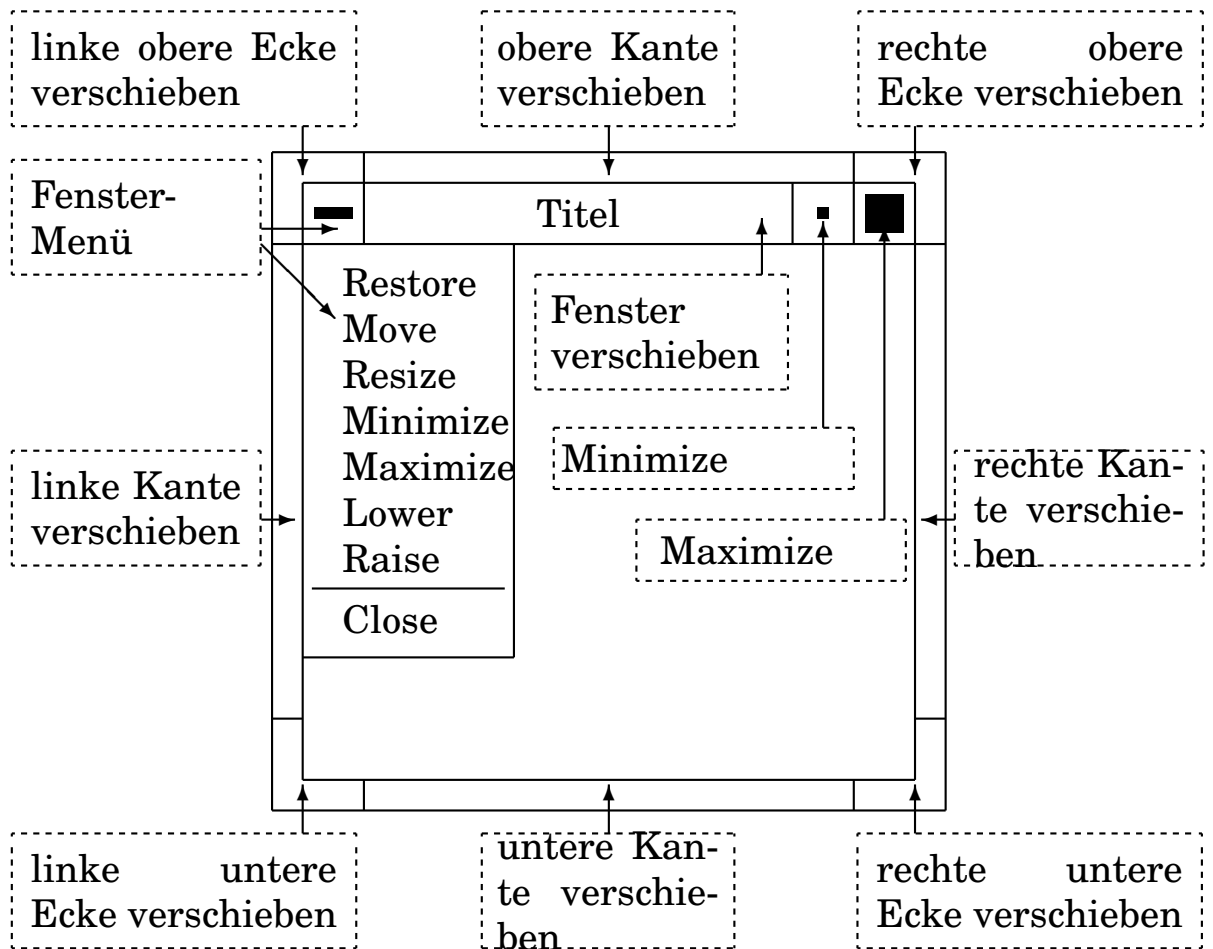 linke obere Ecke
verschieben
obere Kante
verschieben
rechte obere
Ecke verschieben
Fenster-
Menü
Titel
Restore
Move
Resize
Minimize
Maximize
Lower
Raise
Close
Fenster
verschieben
Minimize
Maximize
linke Kante
verschieben
rechte Kan-
te verschie-
ben
linke untere
Ecke verschieben
untere Kan-
te verschie-
ben
rechte untere
Ecke verschieben